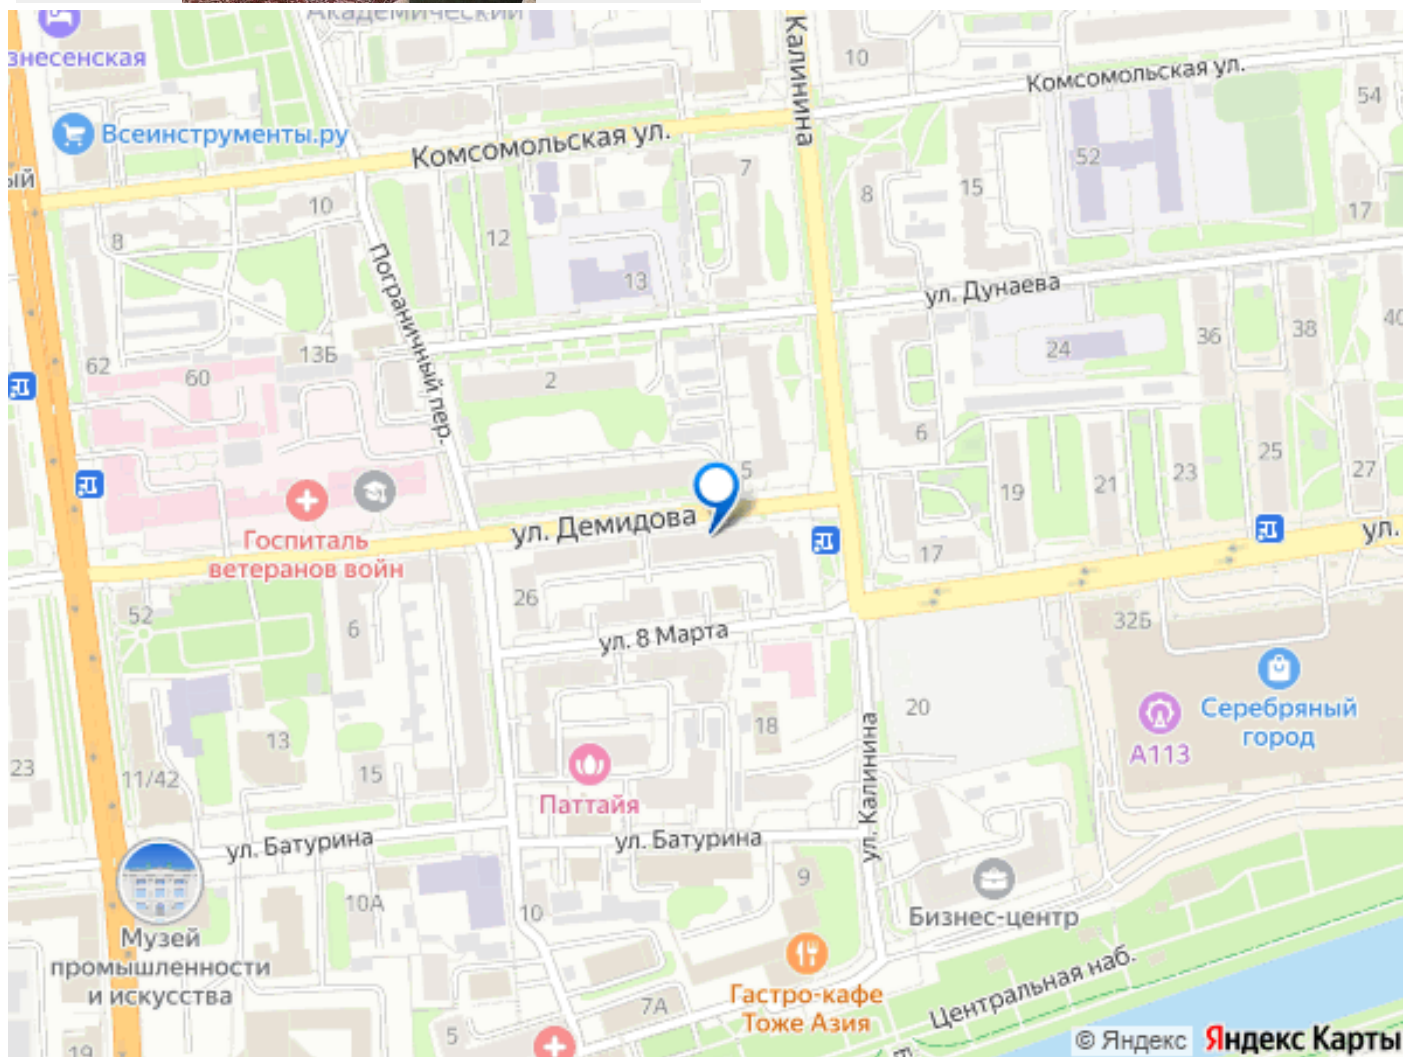 Академический
знесенская
Калинина
10
Комсомольская ул.
54
Всеинструменты.ру
Комсомольская ул.
ый
7
52
8
15
17
10
8
12
13
Пограничный пер.
ул. Дунаева
36
38
40
24
13Б
62
60
2
6
5
25
27
23
21
19
ул. Демидова
Госпиталь
ветеранов войн
ул.
17
26
52
6
ул. 8 Марта
32Б
20
18
Серебряный
город
А113
13
15
23
11/42
Паттайя
ул. Калинина
ул. Батурина
ул. Батурина
9
10А
10
Бизнес-центр
Музей
промышленности
и искусства
Гастро-кафе
Тоже Азия
7А
5
19
Центральная наб.
© Яндекс Яндекс Карты